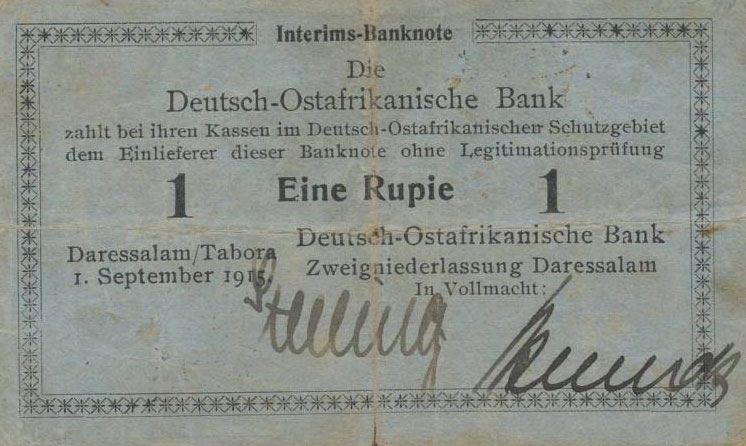 Interims-Banknote
Die
Deutsch-Ostafrikanische Bank
zahlt bei ihren Kassen im Deutsch-Ostafrikanischen Schutzgebiet
dem Einlieferer dieser Banknote ohne Legitimationsprüfung
1 Eine Rupie 1
Deutsch-Ostafrikanische Bank
Daressalam/Tabora
1. September 1915.
Zweigniederlassung Daressalam
In Vollmacht: